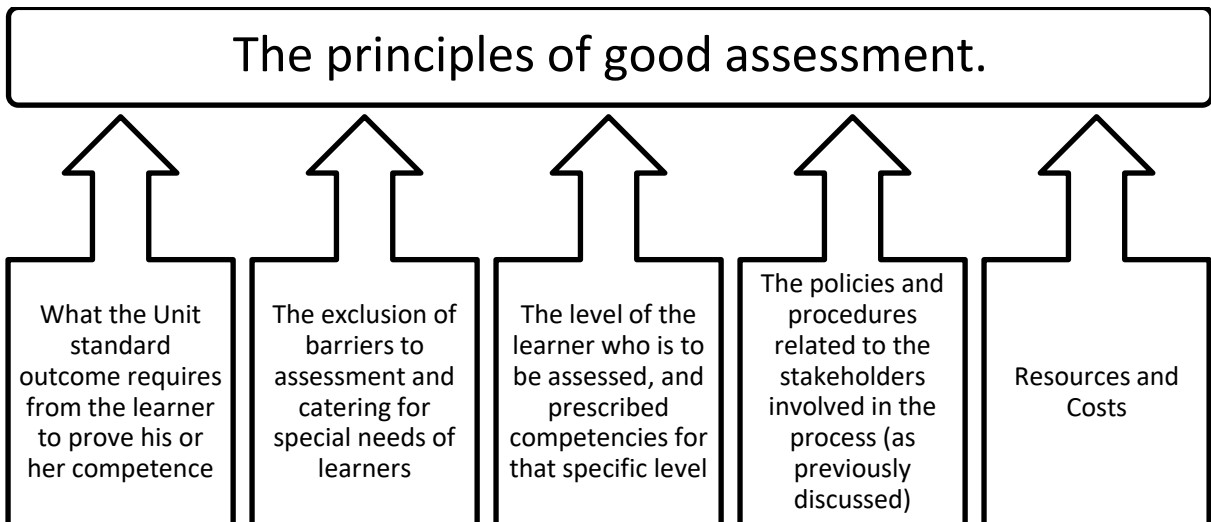 The principles of good assessment.
What the Unit
standard
outcome requires
from the learner
to prove his or
her competence
The exclusion of
barriers to
assessment and
catering for
special needs of
learners
The level of the
learner who is to
be assessed, and
prescribed
competencies for
that specific level
The policies and
procedures
related to the
stakeholders
involved in the
process (as
previously
discussed)
Resources and
Costs